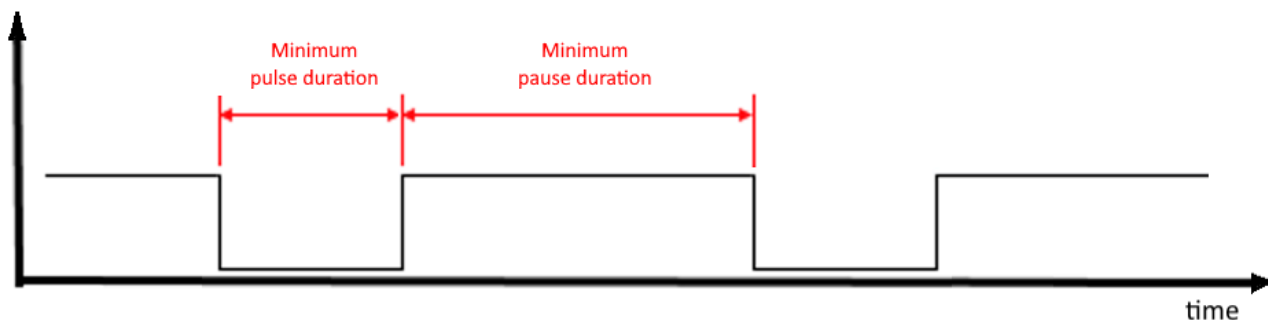 Minimum
pulse duration
Minimum
pause duration
time